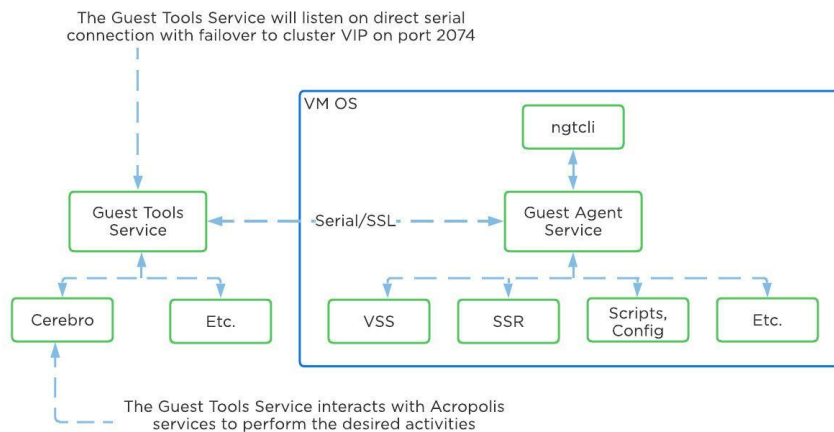 The Guest Tools Service will listen on direct serial
connection with failover to cluster VIP on port 2074
VM OS
ngtcli
Guest Tools
Service
Serial/SSL
Guest Agent
Service
Cerebro
Etc.
VSS
SSR
Scripts,
Config
Etc.
The Guest Tools Service interacts with Acropolis
services to perform the desired activities